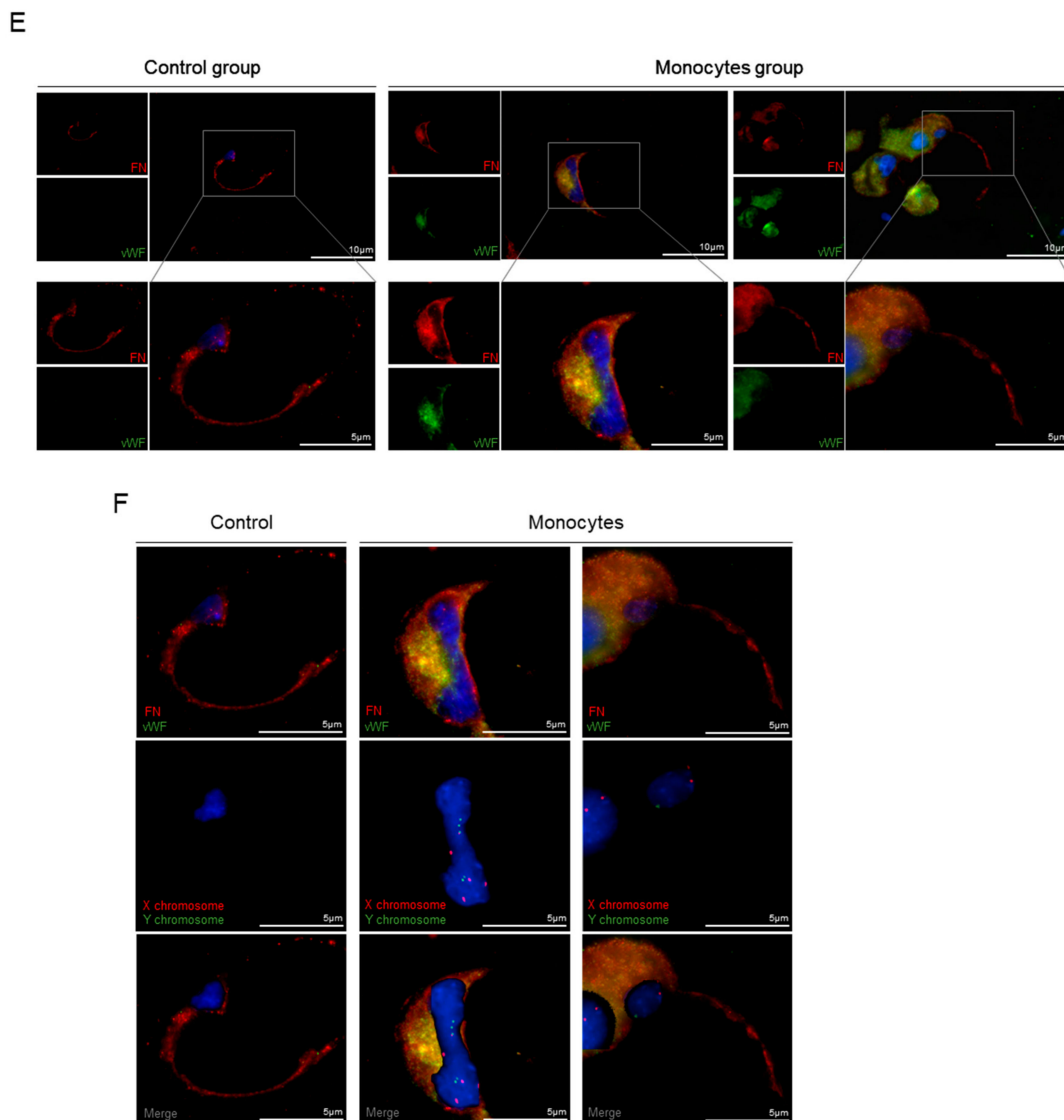 E
Control group
Monocytes group
FN
FN
FN
vWF
10μm
vWF
10μm
vWF
10μm
FN
FN
FN
vWF
5μm
vWF
5μm
vWF
5μm
F
Control
Monocytes
FN
vWF
5μm
FN
vWF
5μm
FN
vWF
5μm
X chromosome
Y chromosome
5μm
X chromosome
Y chromosome
5μm
X chromosome
Y chromosome
5μm
Merge
5μm
Merge
5μm
Merge
5μm